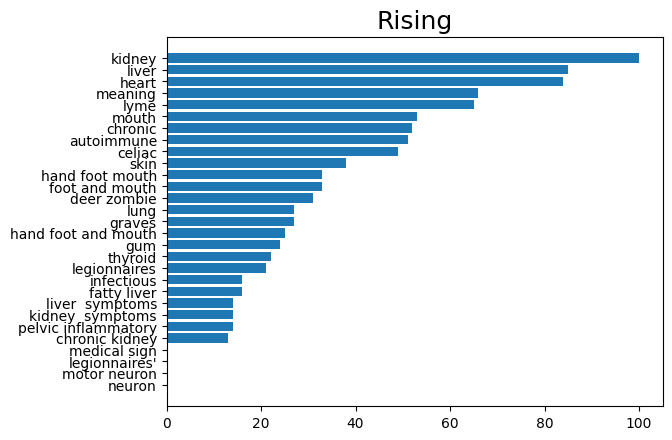 Rising
kidney
liver
heart
meaning
lyme
mouth
chronic
autoimmune
celiac
skin
hand foot mouth
foot and mouth
deer zombie
lung
graves
hand foot and mouth
gum
thyroid
legionnaires
infectious
fatty liver
liver  symptoms
kidney  symptoms
pelvic inflammatory
chronic kidney
medical sign
legionnaires'
motor neuron
neuron
0 20 40 60 80 100